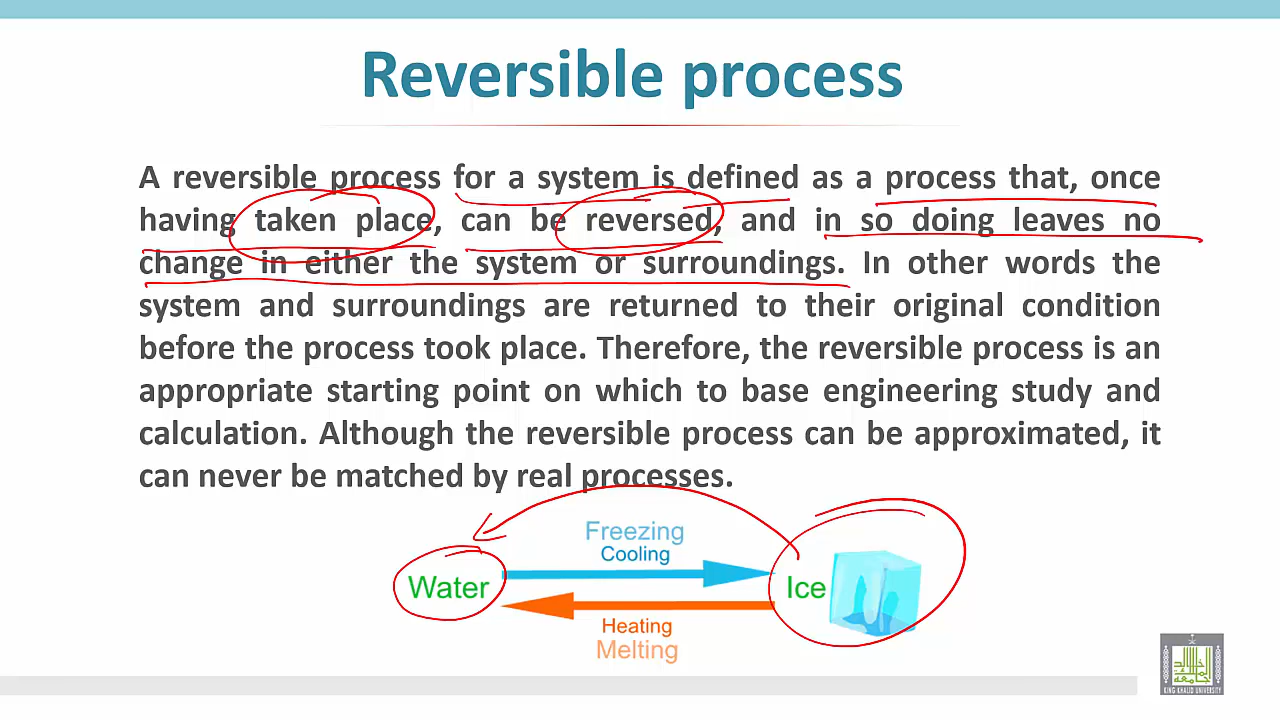 Reversible process
A reversible process for a system is defined as a process that, once
having taken place, can be reversed, and in so doing leaves no
change in either the system or surroundings. In other words the
system and surroundings are returned to their original condition
before the process took place. Therefore, the reversible process is an
appropriate starting point on which to base engineering study and
calculation. Although the reversible process can be approximated, it
can never be matched by real processes.
Freezing
Cooling
Water
Ice
Heating
Melting
KING KHALID UNIVERSITY